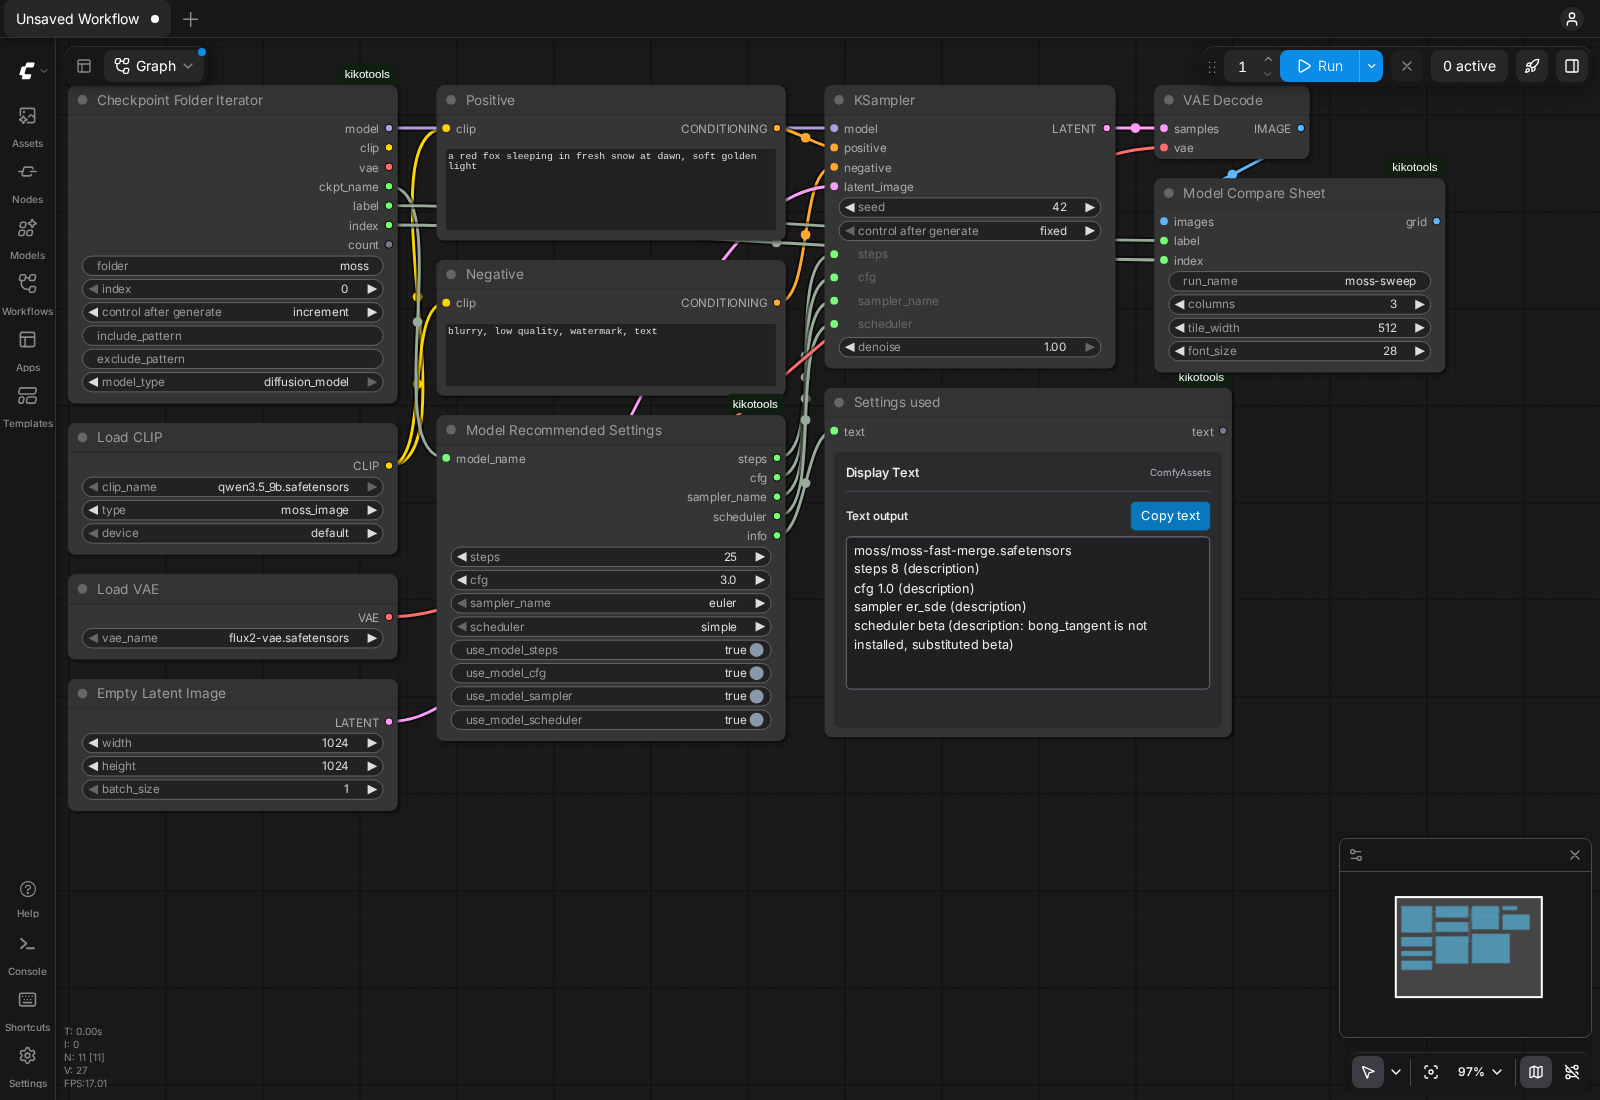 Unsaved Workflow
Graph
1
Run
0 active
Assets
Nodes
Models
Workflows
Apps
Templates
Help
Console
Shortcuts
Settings
kikotools
Checkpoint Folder Iterator
model
clip
vae
ckpt_name
label
index
count
folder moss
index 0
control after generate increment
include_pattern
exclude_pattern
model_type diffusion_model
Load CLIP
CLIP
clip_name qwen3.5_9b.safetensors
type moss_image
device default
Load VAE
VAE
vae_name flux2-vae.safetensors
Empty Latent Image
LATENT
width 1024
height 1024
batch_size 1
Positive
clip CONDITIONING
a red fox sleeping in fresh snow at dawn, soft golden
light
Negative
clip CONDITIONING
blurry, low quality, watermark, text
kikotools
Model Recommended Settings
model_name steps
cfg
sampler_name
scheduler
info
steps 25
cfg 3.0
sampler_name euler
scheduler simple
use_model_steps true
use_model_cfg true
use_model_sampler true
use_model_scheduler true
KSampler
model LATENT
positive
negative
latent_image
seed 42
control after generate fixed
steps
cfg
sampler_name
scheduler
denoise 1.00
VAE Decode
samples IMAGE
vae
kikotools
Model Compare Sheet
images grid
label
index
run_name moss-sweep
columns 3
tile_width 512
font_size 28
kikotools
Settings used
text text
Display Text ComfyAssets
Text output Copy text
moss/moss-fast-merge.safetensors
steps 8 (description)
cfg 1.0 (description)
sampler er_sde (description)
scheduler beta (description: bong_tangent is not
installed, substituted beta)
T: 0.00s
I: 0
N: 11 [11]
V: 27
FPS:17.01
97%